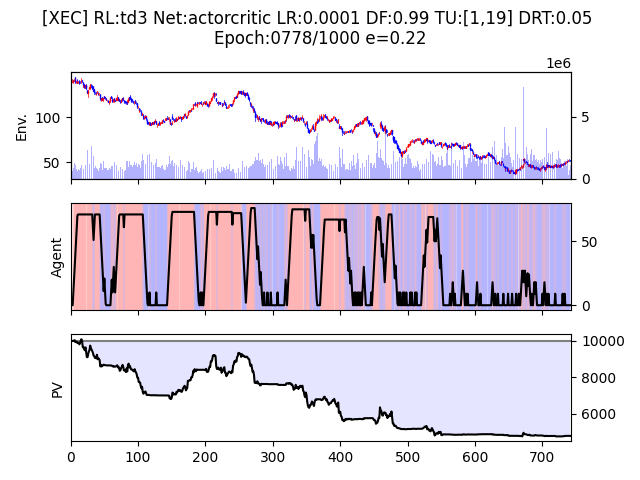 [XEC] RL:td3 Net:actorcritic LR:0.0001 DF:0.99 TU:[1,19] DRT:0.05
Epoch:0778/1000 e=0.22
1e6
Env.
100
50
5
0
Agent
50
0
PV
10000
8000
6000
0 100 200 300 400 500 600 700